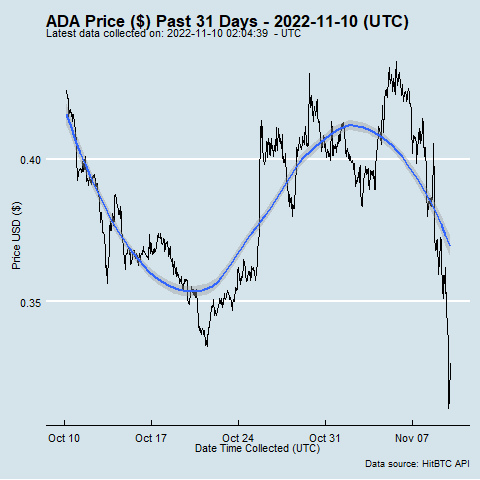 ADA Price ($) Past 31 Days - 2022-11-10 (UTC)
Latest data collected on: 2022-11-10 02:04:39 - UTC
Price USD ($)
0.40
0.35
Oct 10 Oct 17 Oct 24 Oct 31 Nov 07
Date Time Collected (UTC)
Data source: HitBTC API